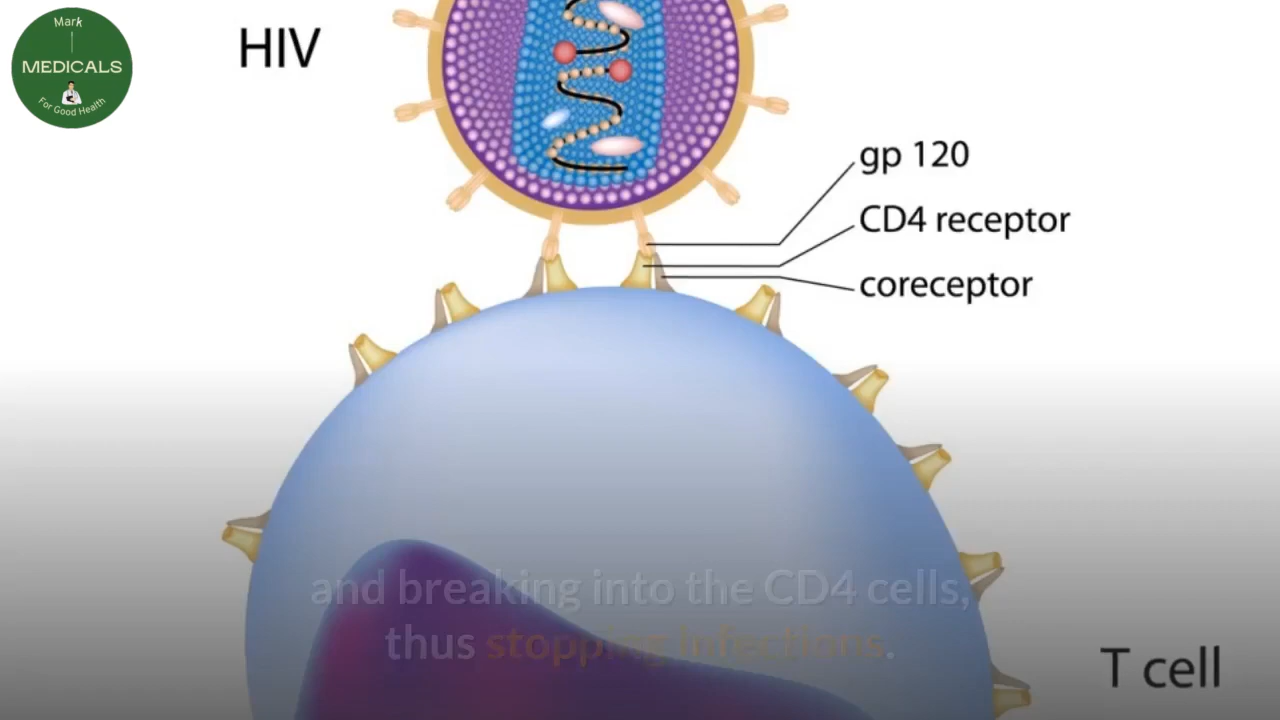 Mark
MEDICALS
For Good Health
HIV
gp 120
CD4 receptor
coreceptor
and breaking into the CD4 cells,
thus stopping infections.
T cell